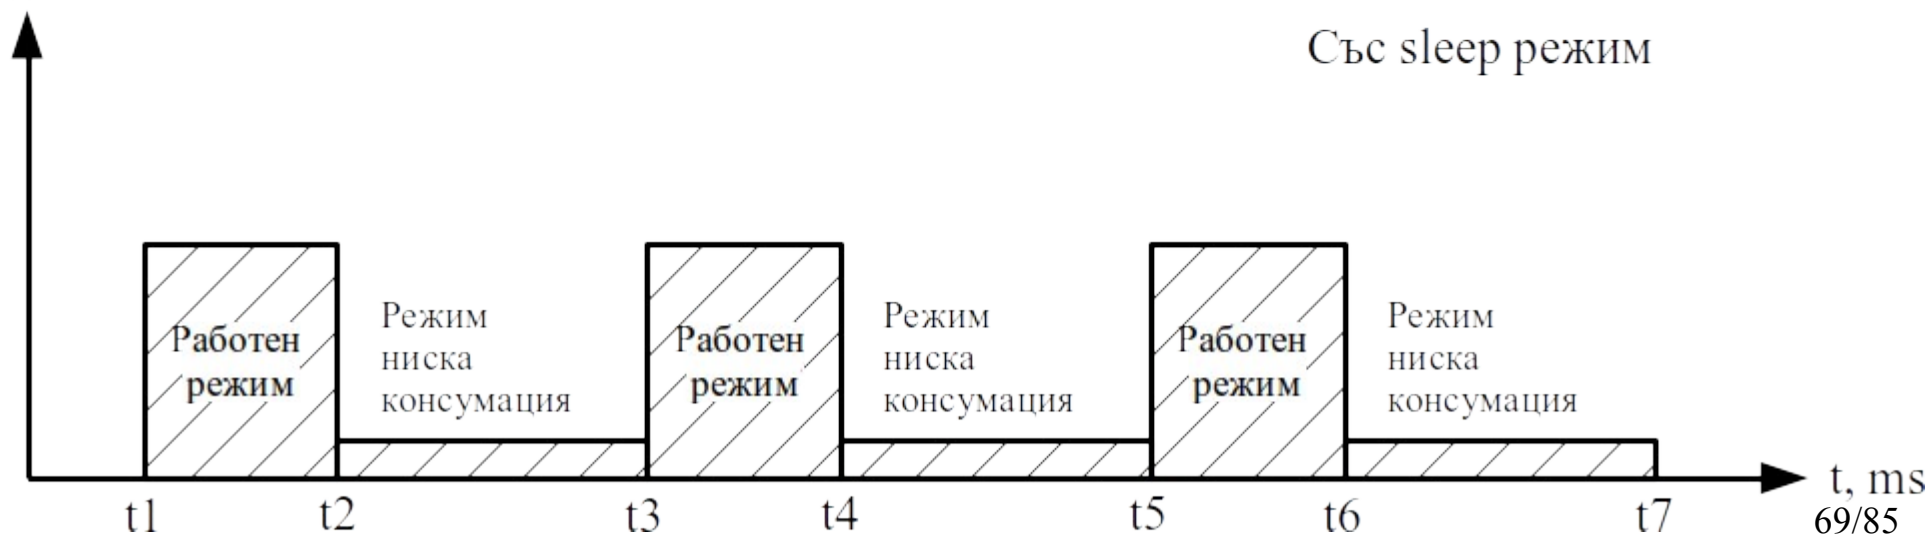 Със sleep режим
Работен
режим
Режим
ниска
консумация
Работен
режим
Режим
ниска
консумация
Работен
режим
Режим
ниска
консумация
t1
t2
t3
t4
t5
t6
t7
t, ms
69/85